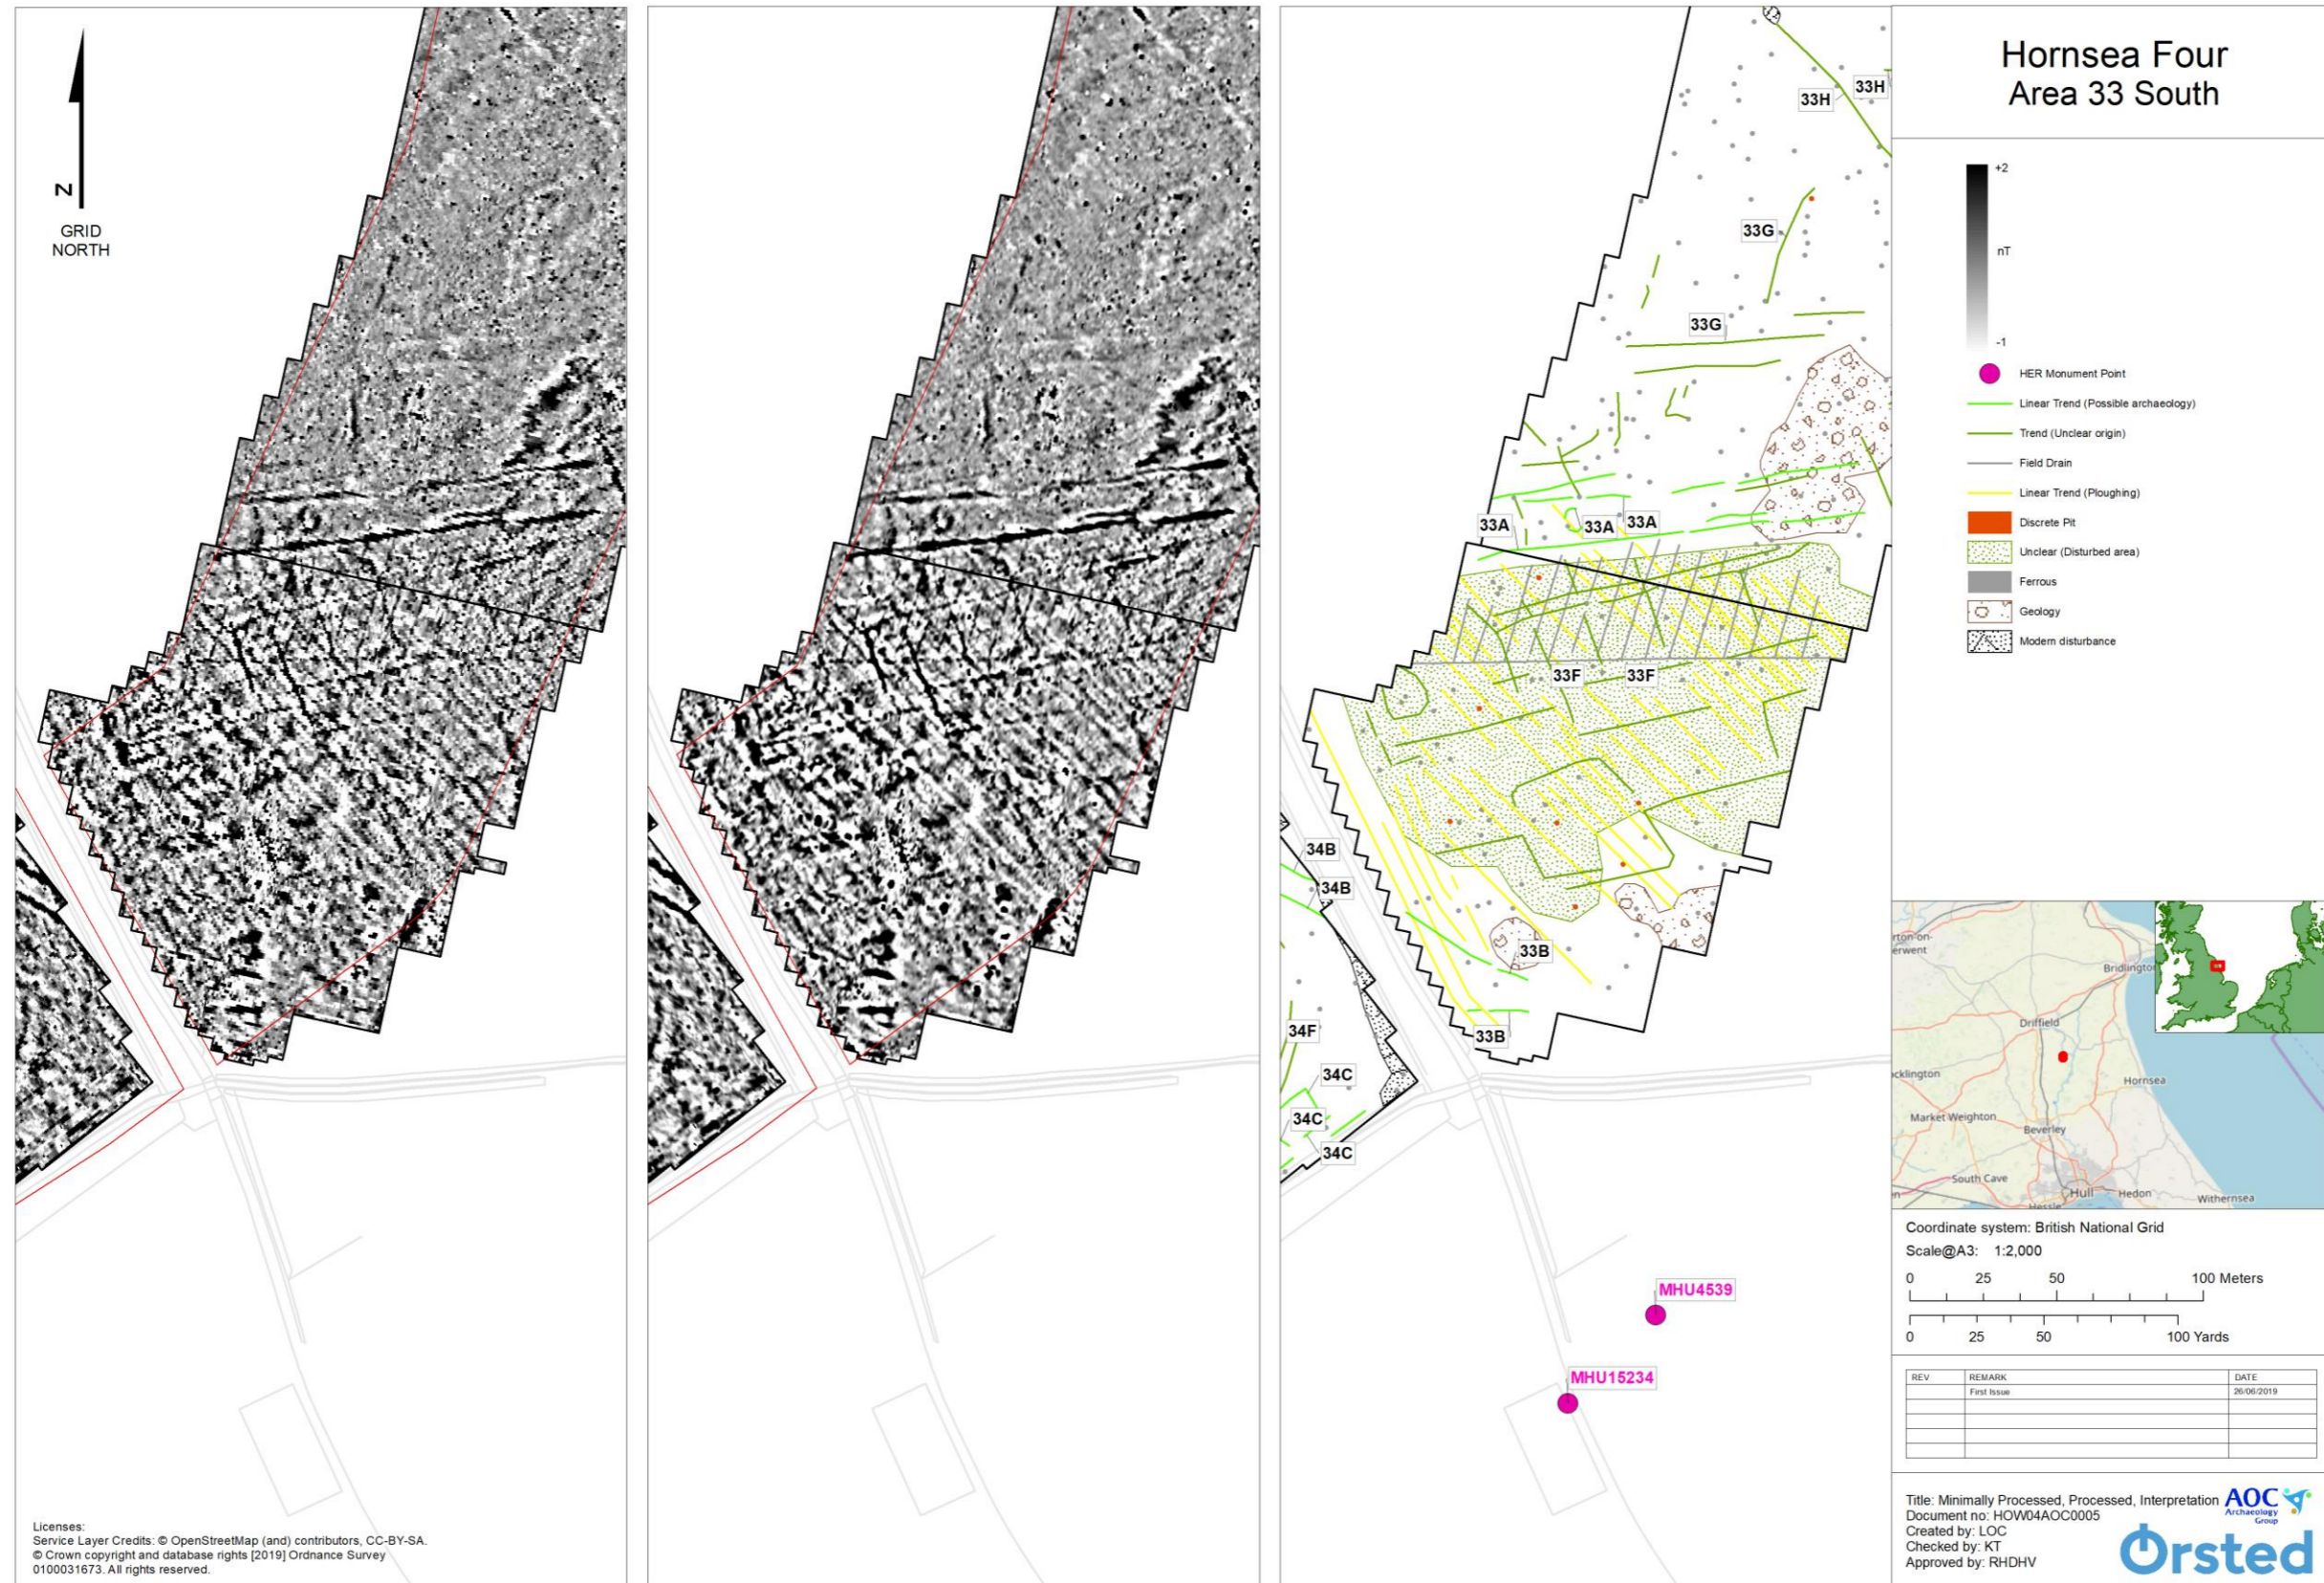 N
GRID
NORTH
Licenses:
Service Layer Credits: © OpenStreetMap (and) contributors, CC-BY-SA.
© Crown copyright and database rights [2019] Ordnance Survey
0100031673. All rights reserved.
33H
33H
33G
33G
33A
33A
33A
33F
33F
34B
34B
33B
33B
34F
34C
34C
34C
MHU4539
MHU15234
Hornsea Four
Area 33 South
+2
nT
-1
HER Monument Point
Linear Trend (Possible archaeology)
Trend (Unclear origin)
Field Drain
Linear Trend (Ploughing)
Discrete Pit
Unclear (Disturbed area)
Ferrous
Geology
Modern disturbance
rton-on-
erwent
Bridlington
Driffield
cklington
Hornsea
Market Weighton
Beverley
South Cave
Hull
Hedon
Withernsea
Hessle
Coordinate system: British National Grid
Scale@A3: 1:2,000
0 25 50 100 Meters
0 25 50 100 Yards
REV REMARK DATE
First Issue 26/06/2019
Title: Minimally Processed, Processed, Interpretation
Document no: HOW04AOC0005
Created by: LOC
Checked by: KT
Approved by: RHDHV
AOC
Archaeology
Group
Orsted